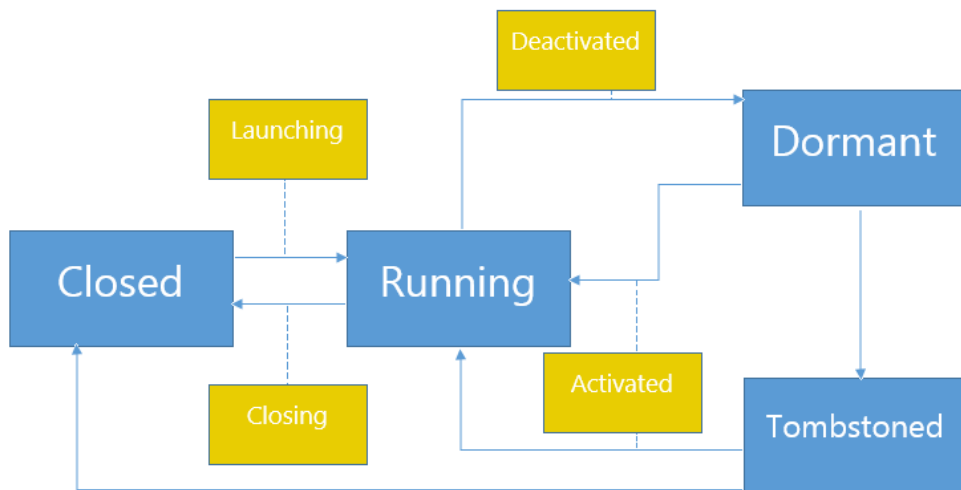 Deactivated
Launching
Dormant
Closed
Running
Activated
Closing
Tombstoned